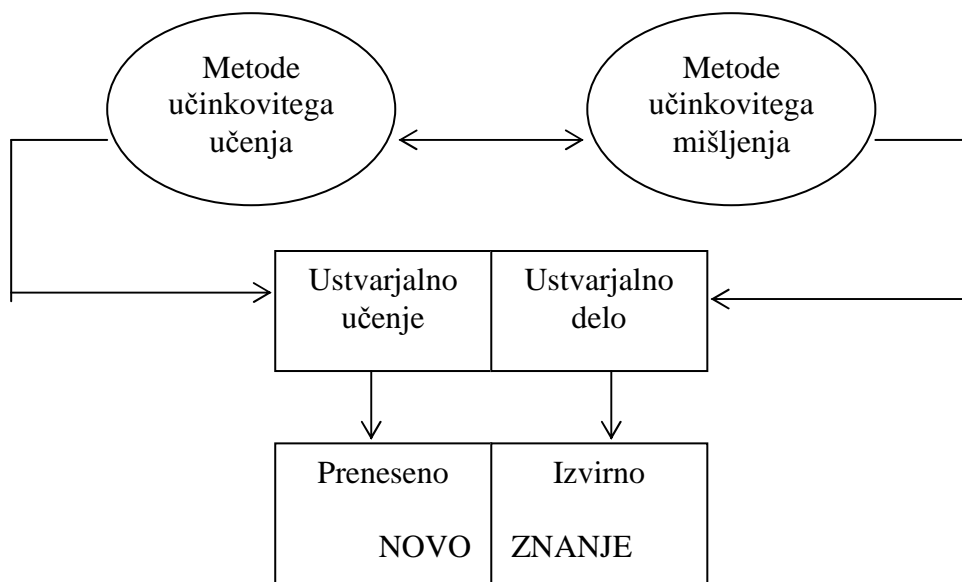 Metode
učinkovitega
učenja
Metode
učinkovitega
mišljenja
Ustvarjalno
učenje
Ustvarjalno
delo
Preneseno
Izvirno
NOVO ZNANJE